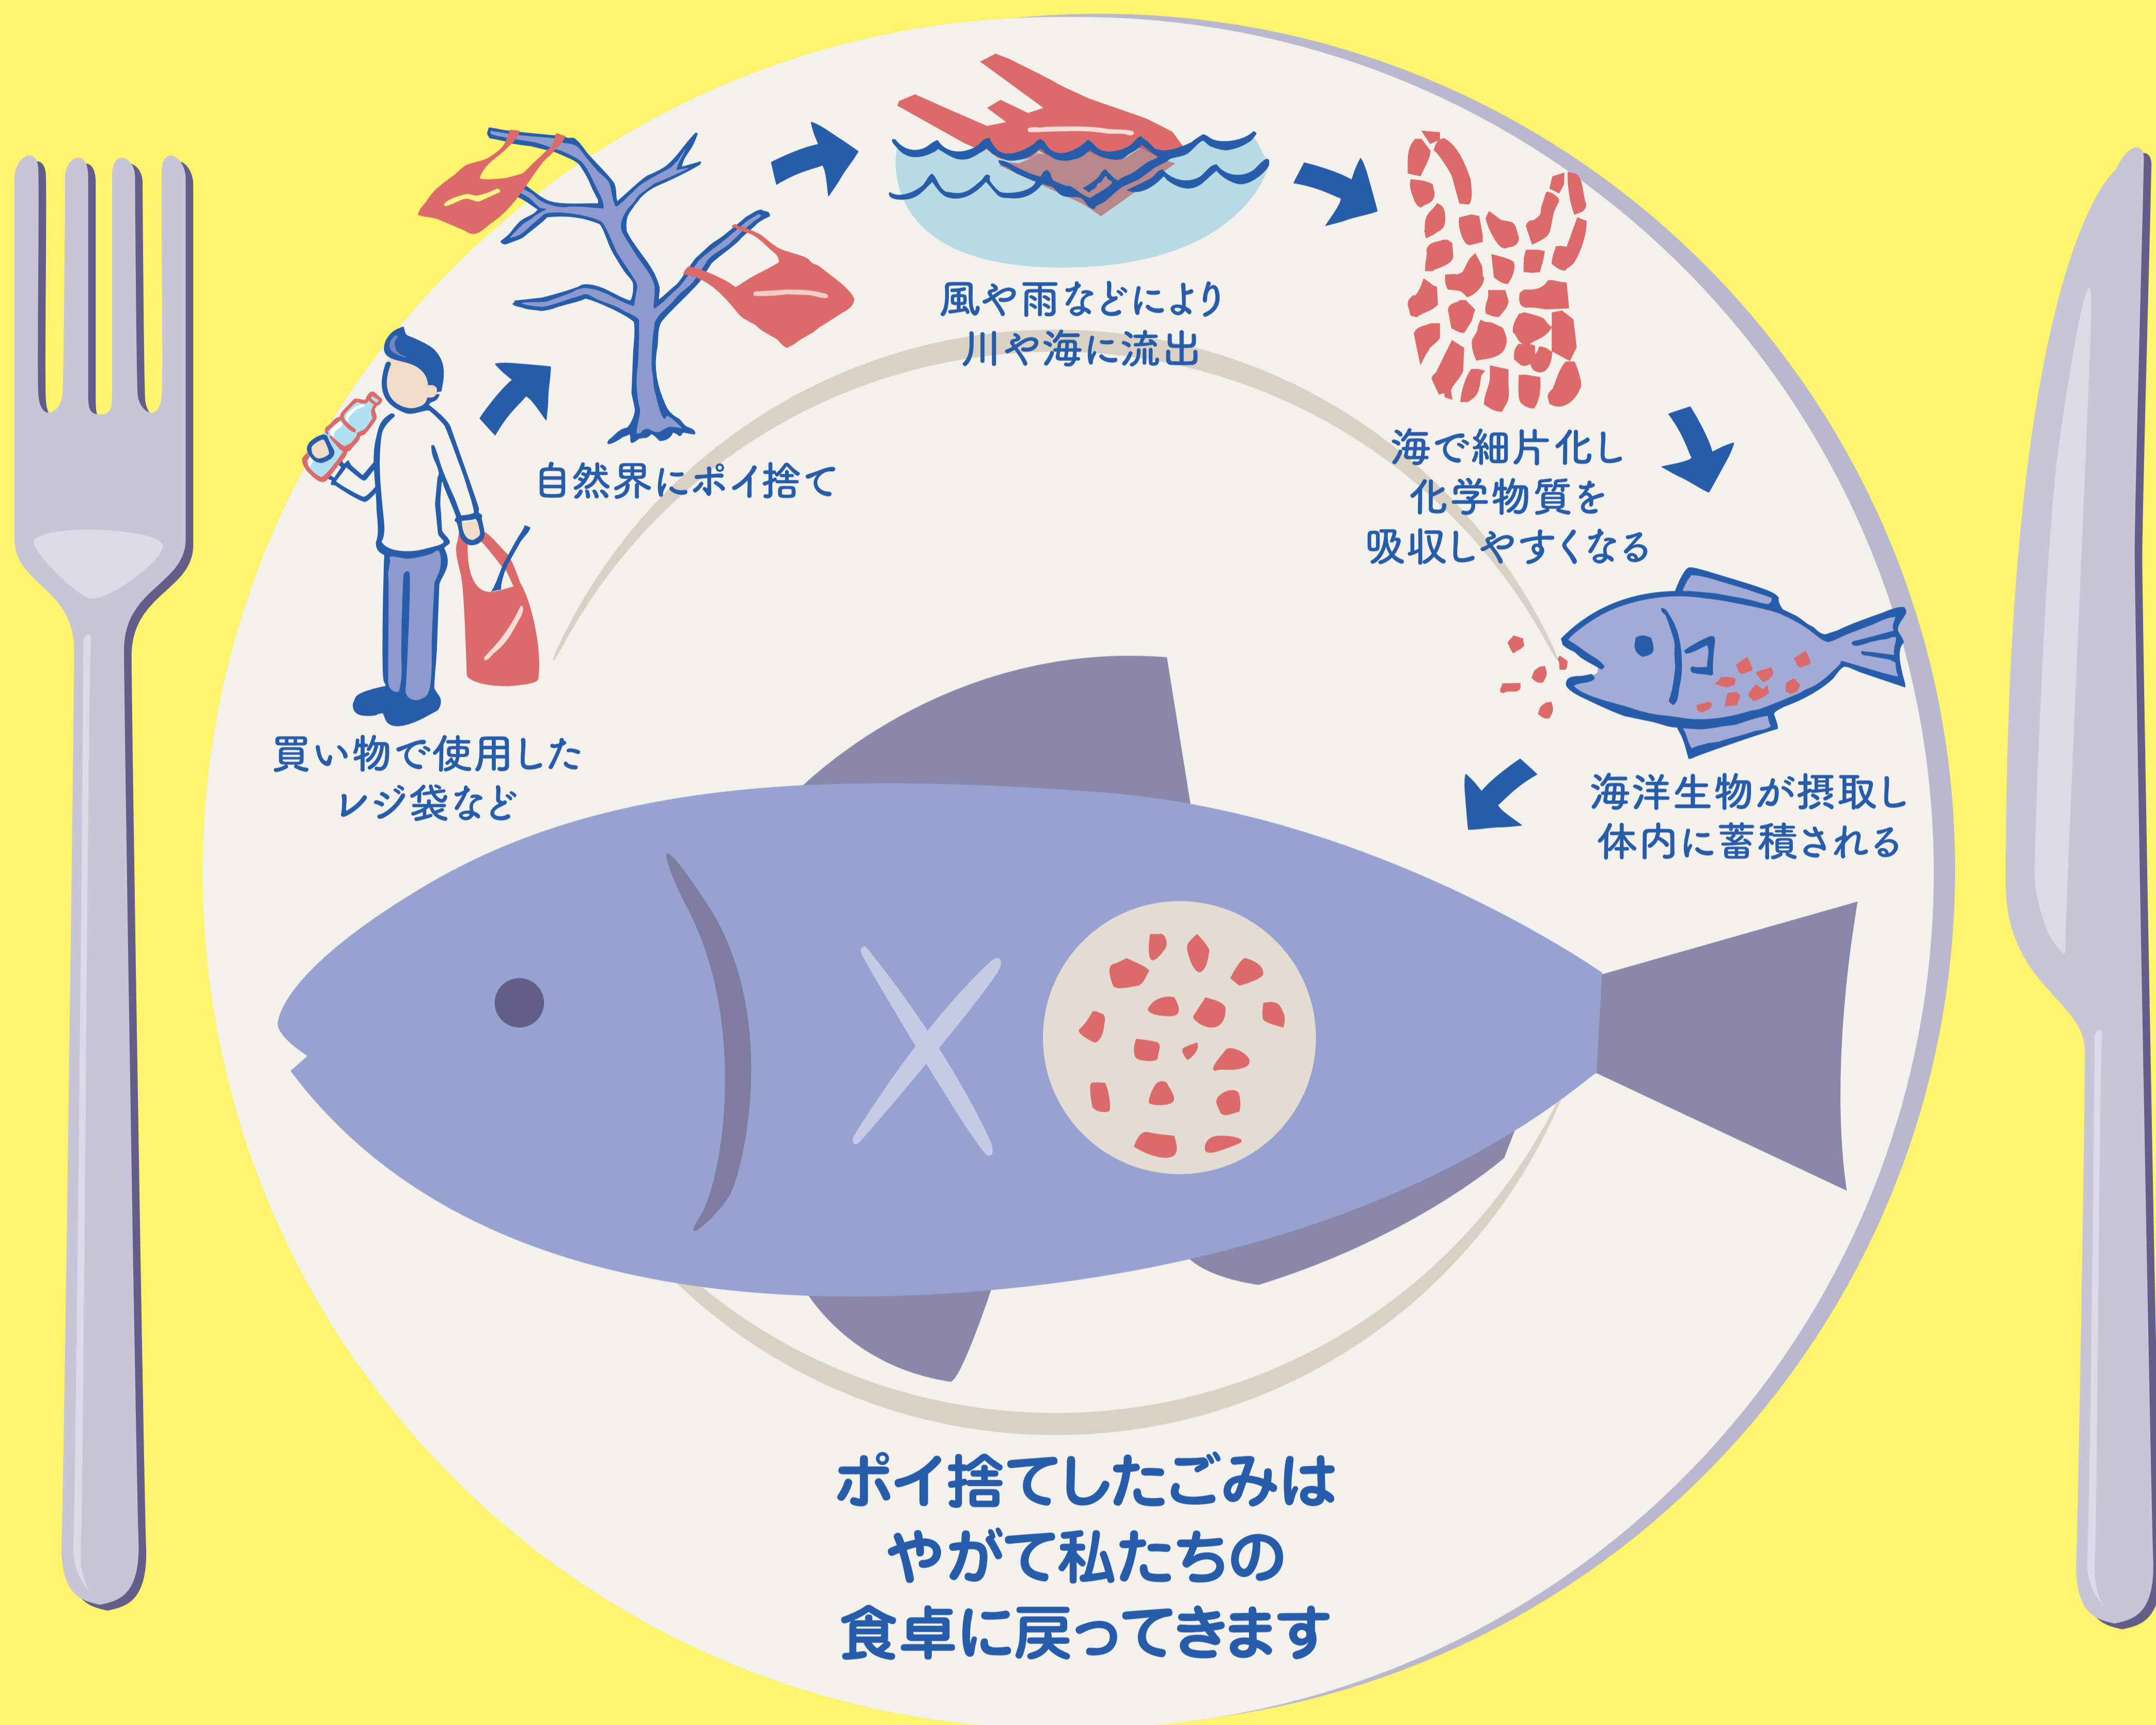 買い物で使用した
レジ袋など
自然界にポイ捨て
風や雨などにより
川や海に流出
海で細片化し
化学物質を
吸収しやすくなる
海洋生物が摂取し
体内に蓄積される
ポイ捨てしたごみは
やがて私たちの
食卓に戻ってきます